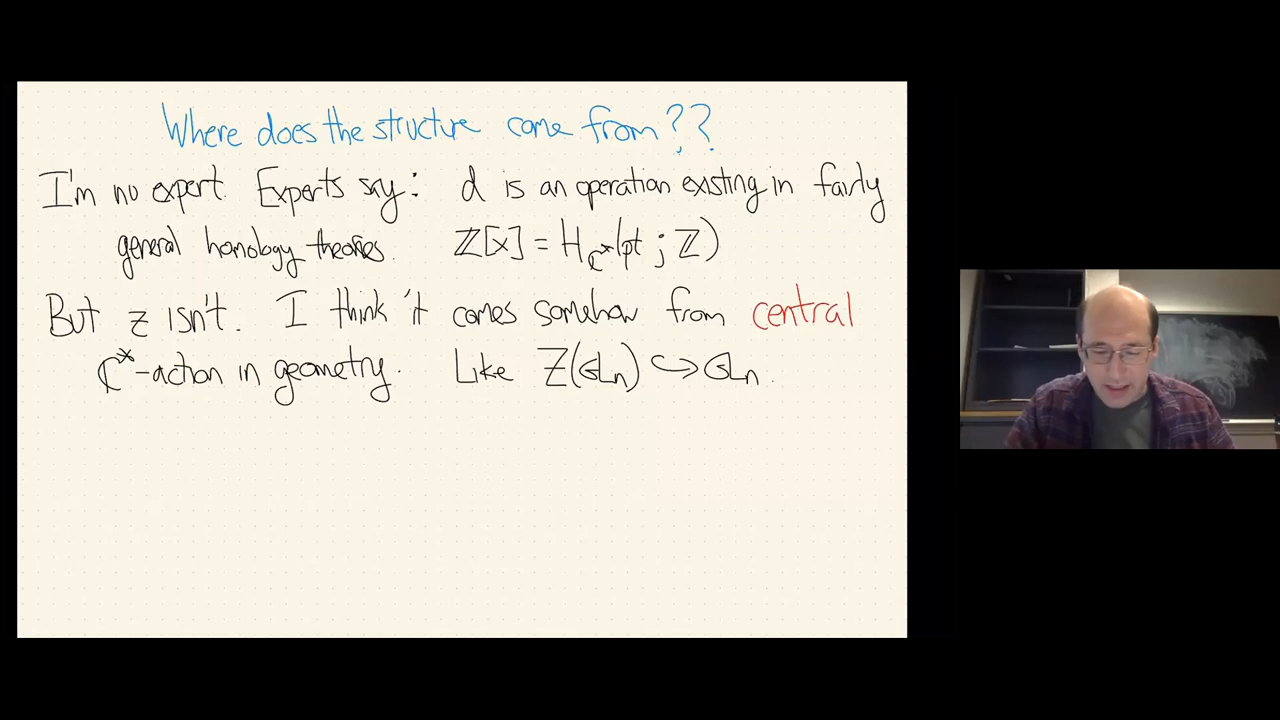 Where does the structure come from??
I'm no expert. Experts say: d is an operation existing in fairly
general homology theories. ℤ[x] = H_{ℂ*}(pt ; ℤ)
But z isn't. I think it comes somehow from central
ℂ*-action in geometry. Like Z(GLn) ↪ GLn.